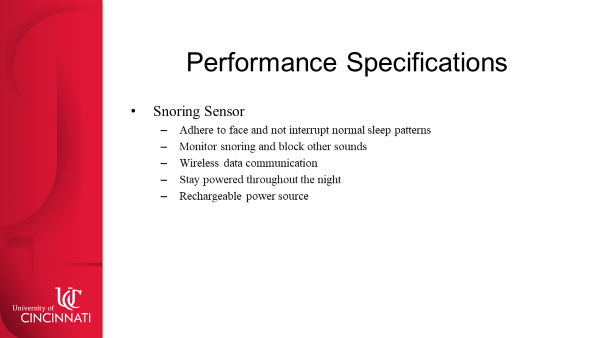 Performance Specifications
• Snoring Sensor
– Adhere to face and not interrupt normal sleep patterns
– Monitor snoring and block other sounds
– Wireless data communication
– Stay powered throughout the night
– Rechargeable power source
UC
University of
CINCINNATI